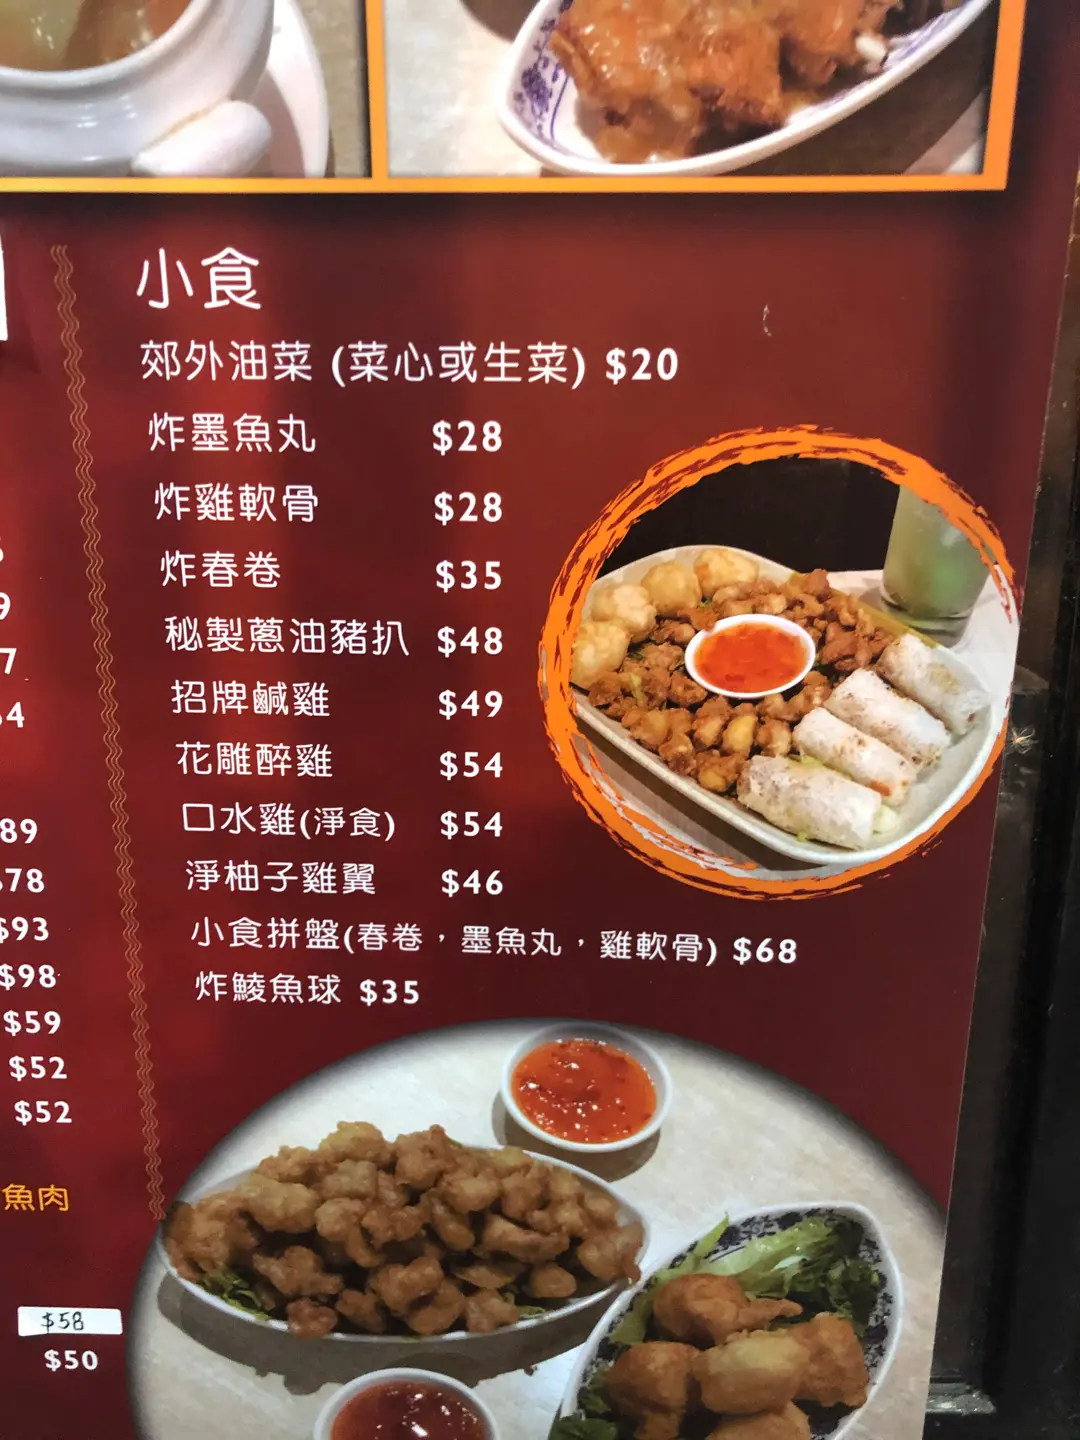 小食
郊外油菜 (菜心或生菜) $20
炸墨魚丸 $28
炸雞軟骨 $28
炸春卷 $35
秘製蔥油豬扒 $48
招牌鹹雞 $49
花雕醉雞 $54
口水雞(淨食) $54
淨柚子雞翼 $46
小食拼盤(春卷，墨魚丸，雞軟骨) $68
炸鯪魚球 $35
9
7
89
78
$93
$98
$59
$52
$52
魚肉
$58
$50